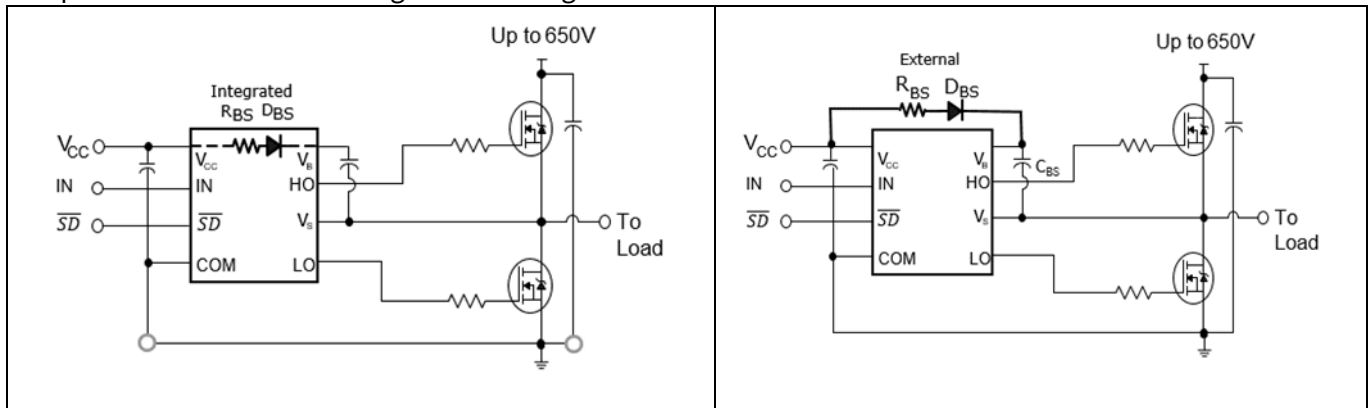 Up to 650V
Integrated
RBS DBS
VCC
VCC
VB
IN
IN
HO
SD
SD
VS
To
Load
COM
LO
Up to 650V
External
RBS DBS
VCC
VCC
VB
CBS
IN
IN
HO
SD
SD
VS
To
Load
COM
LO